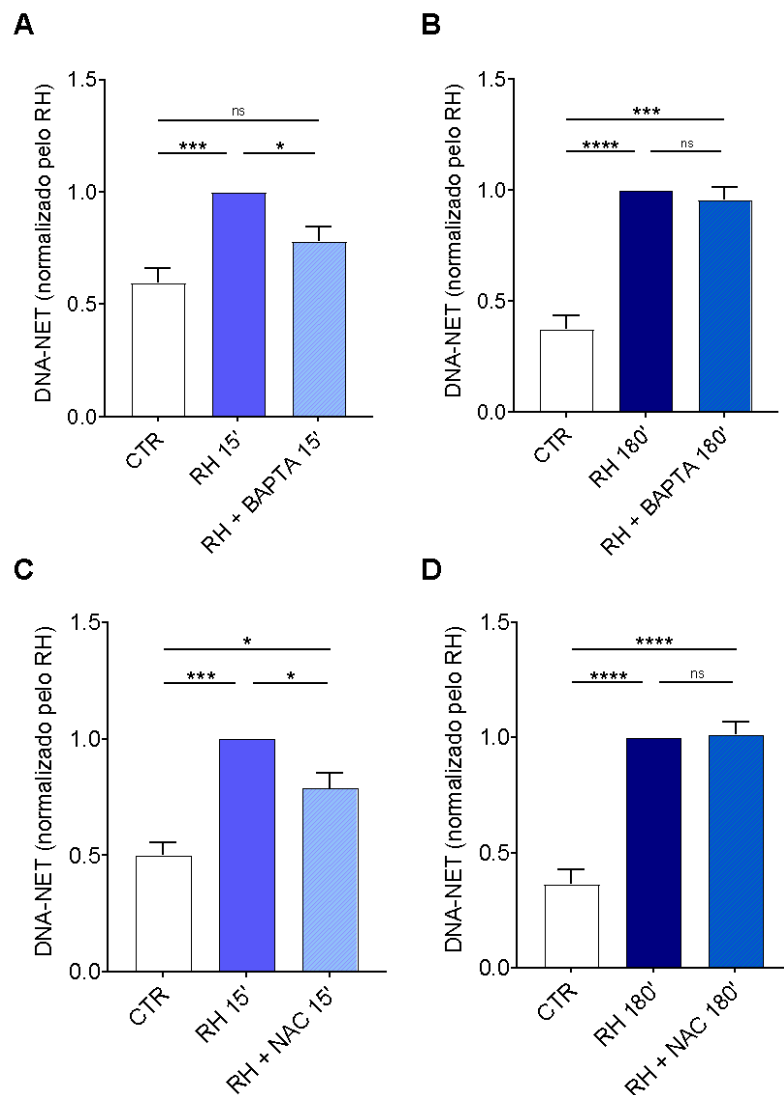 A
DNA-NET (normalizado pelo RH)
1.5
1.0
0.5
0.0
ns
***
*
CTR
RH 15'
RH + BAPTA 15'
B
DNA-NET (normalizado pelo RH)
1.5
1.0
0.5
0.0
***
****
ns
CTR
RH 180'
RH + BAPTA 180'
C
DNA-NET (normalizado pelo RH)
1.5
1.0
0.5
0.0
*
***
*
CTR
RH 15'
RH + NAC 15'
D
DNA-NET (normalizado pelo RH)
1.5
1.0
0.5
0.0
****
****
ns
CTR
RH 180'
RH + NAC 180'